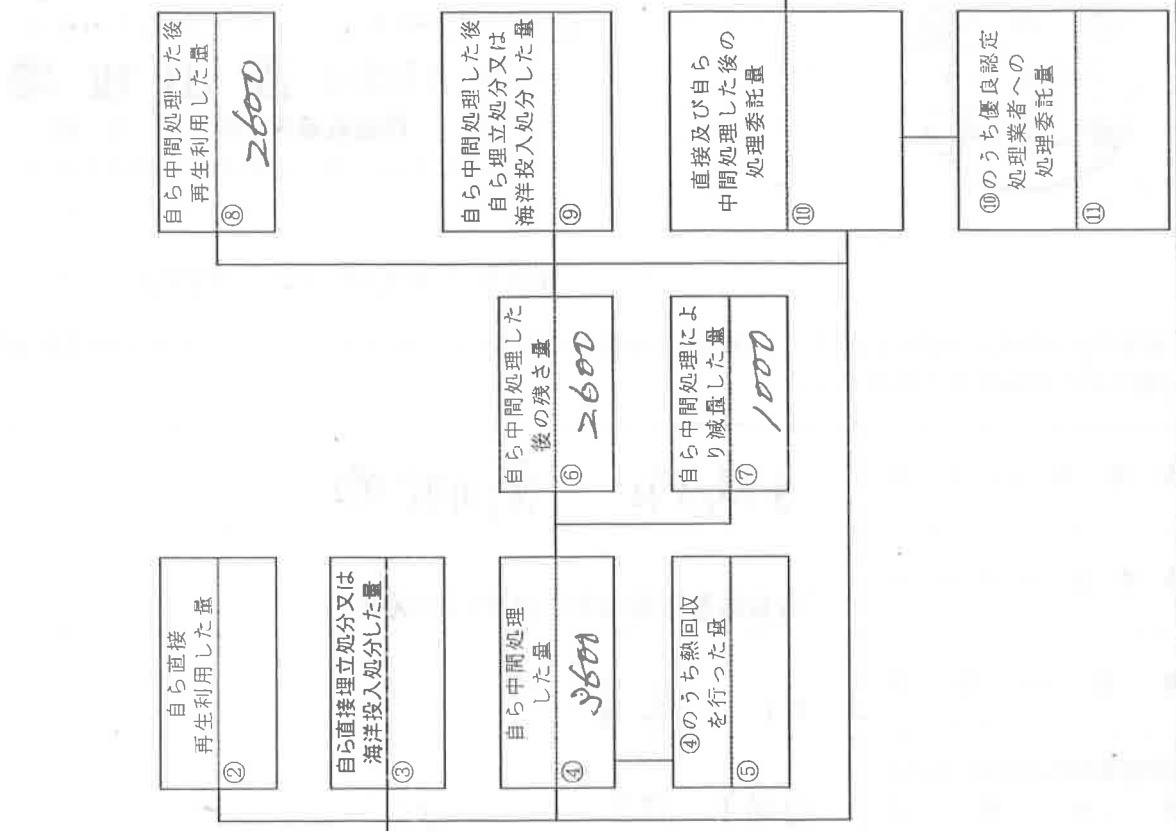 自ら直接
再生利用した量
②
自ら直接埋立処分又は
海洋投入処分した量
③
自ら中間処理
した量
④
3600
④のうち熱回収
を行った量
⑤
自ら中間処理した
後の残さ量
⑥
2600
自ら中間処理によ
り減量した量
⑦
1000
自ら中間処理した後
再生利用した量
⑧
2600
自ら中間処理した後
自ら埋立処分又は
海洋投入処分した量
⑨
直接及び自ら
中間処理した後の
処理委託量
⑩
⑩のうち優良認定
処理業者への
処理委託量
⑪